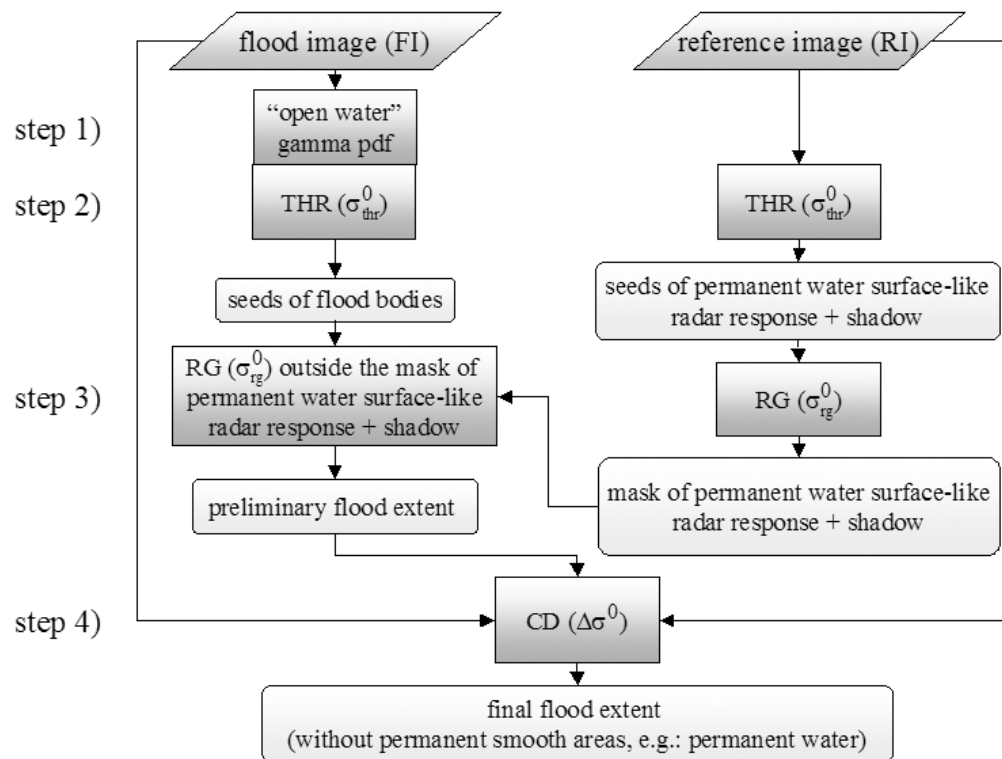 flood image (FI)
reference image (RI)
step 1)
“open water”
gamma pdf
step 2)
THR (σ⁰thr)
THR (σ⁰thr)
seeds of flood bodies
seeds of permanent water surface-like
radar response + shadow
step 3)
RG (σ⁰rg) outside the mask of
permanent water surface-like
radar response + shadow
RG (σ⁰rg)
preliminary flood extent
mask of permanent water surface-like
radar response + shadow
step 4)
CD (Δσ⁰)
final flood extent
(without permanent smooth areas, e.g.: permanent water)